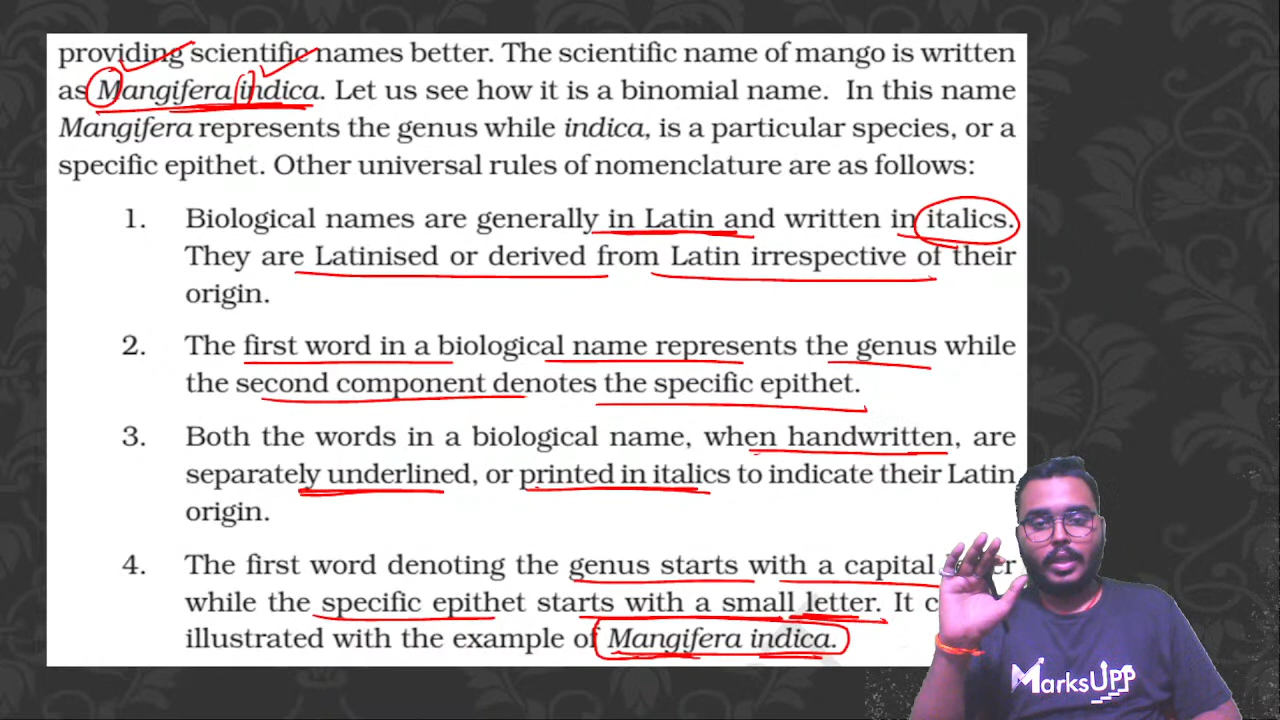 providing scientific names better. The scientific name of mango is written
as Mangifera indica. Let us see how it is a binomial name. In this name
Mangifera represents the genus while indica, is a particular species, or a
specific epithet. Other universal rules of nomenclature are as follows:
1. Biological names are generally in Latin and written in italics.
They are Latinised or derived from Latin irrespective of their
origin.
2. The first word in a biological name represents the genus while
the second component denotes the specific epithet.
3. Both the words in a biological name, when handwritten, are
separately underlined, or printed in italics to indicate their Latin
origin.
4. The first word denoting the genus starts with a capital
while the specific epithet starts with a small letter. It
illustrated with the example of Mangifera indica.
MarksUPP